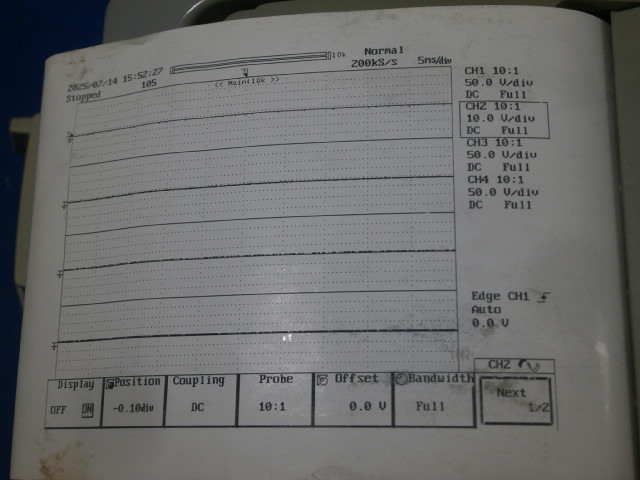 10k
Normal
2025/07/14 15:52:27
200kS/s 5ms/div
Stopped 105
<< Main:10k >>
CH1 10:1
50.0 V/div
DC Full
CH2 10:1
10.0 V/div
DC Full
CH3 10:1
50.0 V/div
DC Full
CH4 10:1
50.0 V/div
DC Full
Edge CH1
Auto
0.0 V
CH2
Display
OFF ON
Position
-0.10div
Coupling
DC
Probe
10:1
Offset
0.0 V
Bandwidth
Full
Next
1/2